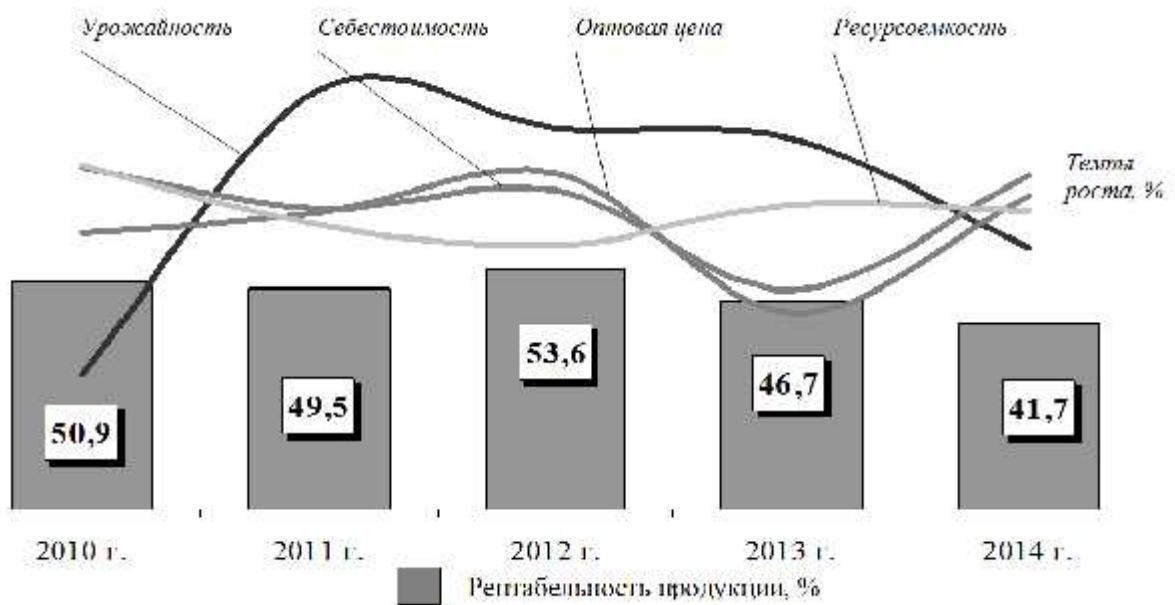 Урожайность Себестоимость Оптовая цена Ресурсоемкость
Темпы
роста, %
50,9 49,5 53,6 46,7 41,7
2010 г. 2011 г. 2012 г. 2013 г. 2014 г.
Рентабельность продукции, %